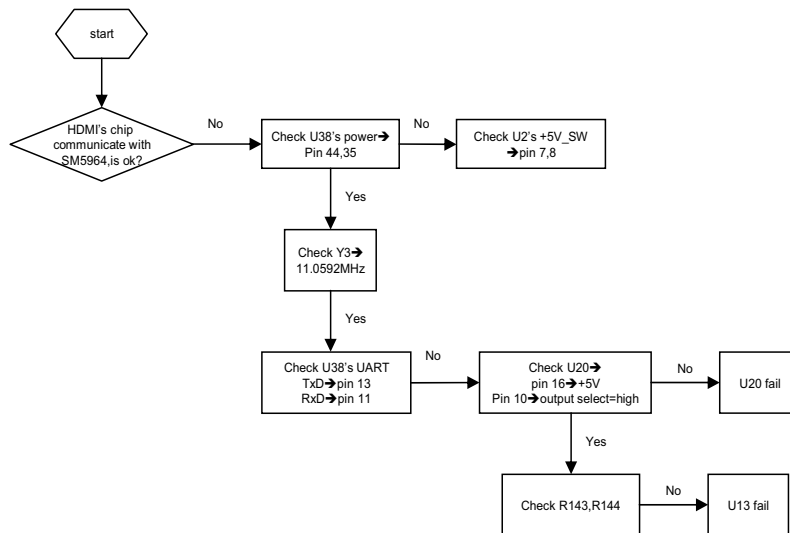 start
HDMI's chip
communicate with
SM5964,is ok?
No
Check U38's power➔
Pin 44,35
No
Check U2's +5V_SW
➔pin 7,8
Yes
Check Y3➔
11.0592MHz
Yes
Check U38's UART
TxD➔pin 13
RxD➔pin 11
No
Check U20➔
pin 16➔+5V
Pin 10➔output select=high
No
U20 fail
Yes
Check R143,R144
No
U13 fail